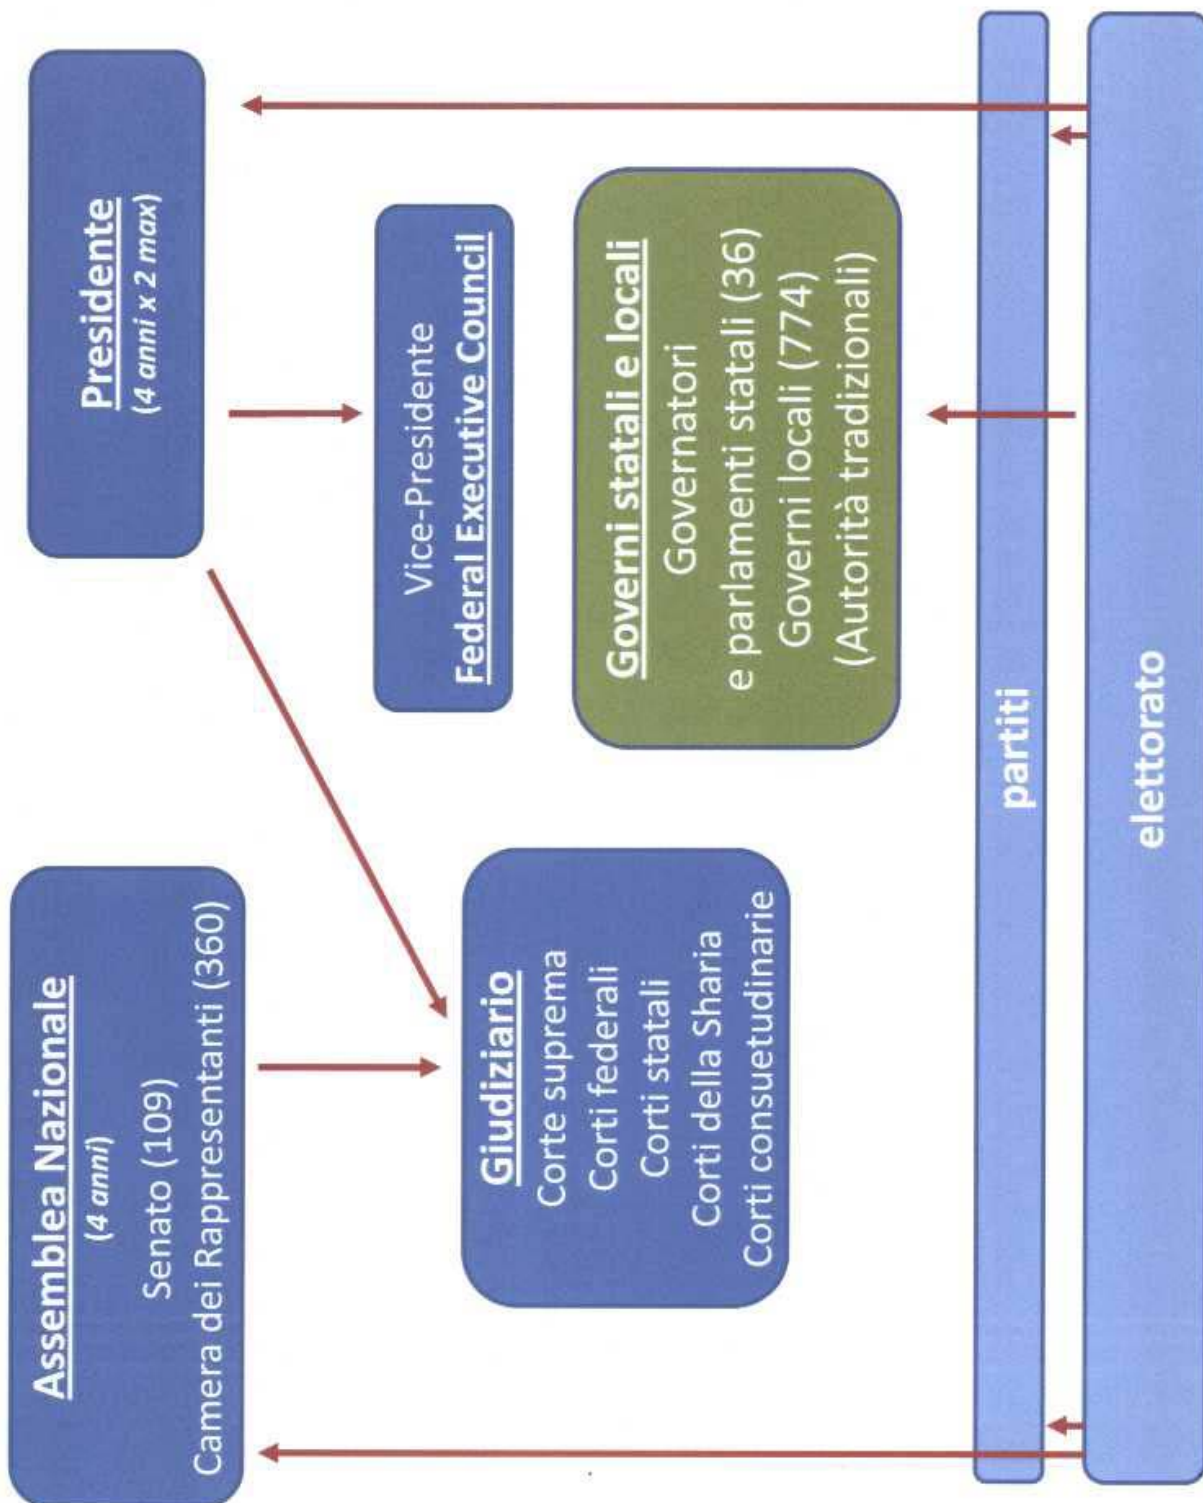 Assemblea Nazionale
(4 anni)
Senato (109)
Camera dei Rappresentanti (360)
Presidente
(4 anni x 2 max)
Vice-Presidente
Federal Executive Council
Giudiziario
Corte suprema
Corti federali
Corti statali
Corti della Sharia
Corti consuetudinarie
Governi statali e locali
Governatori
e parlamenti statali (36)
Governi locali (774)
(Autorità tradizionali)
partiti
elettorato